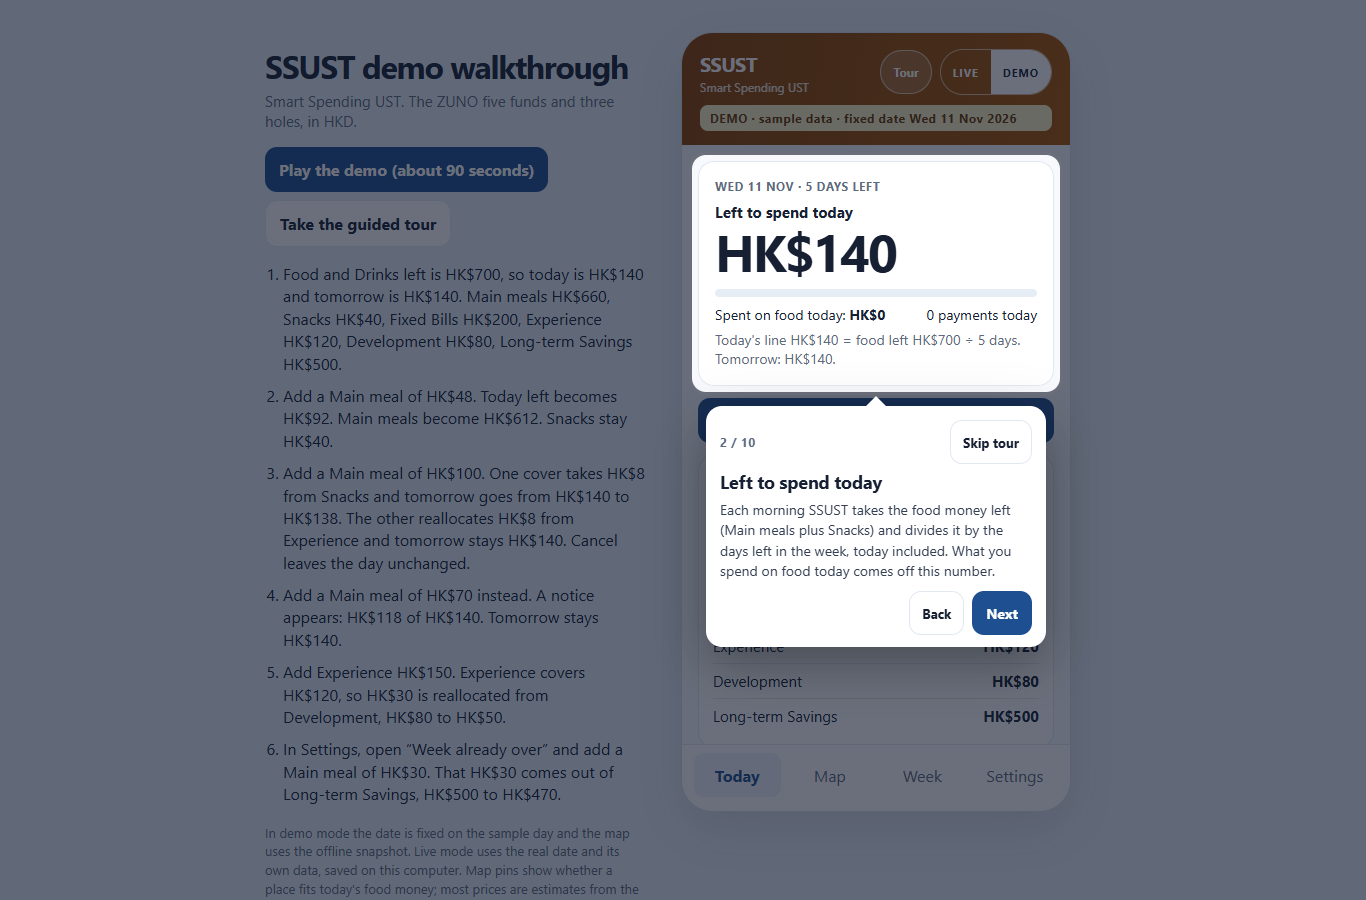 SSUST demo walkthrough
Smart Spending UST. The ZUNO five funds and three
holes, in HKD.
Play the demo (about 90 seconds)
Take the guided tour
1. Food and Drinks left is HK$700, so today is HK$140
and tomorrow is HK$140. Main meals HK$660,
Snacks HK$40, Fixed Bills HK$200, Experience
HK$120, Development HK$80, Long-term Savings
HK$500.
2. Add a Main meal of HK$48. Today left becomes
HK$92. Main meals become HK$612. Snacks stay
HK$40.
3. Add a Main meal of HK$100. One cover takes HK$8
from Snacks and tomorrow goes from HK$140 to
HK$138. The other reallocates HK$8 from
Experience and tomorrow stays HK$140. Cancel
leaves the day unchanged.
4. Add a Main meal of HK$70 instead. A notice
appears: HK$118 of HK$140. Tomorrow stays
HK$140.
5. Add Experience HK$150. Experience covers
HK$120, so HK$30 is reallocated from
Development, HK$80 to HK$50.
6. In Settings, open “Week already over” and add a
Main meal of HK$30. That HK$30 comes out of
Long-term Savings, HK$500 to HK$470.
In demo mode the date is fixed on the sample day and the map
uses the offline snapshot. Live mode uses the real date and its
own data, saved on this computer. Map pins show whether a
place fits today's food money; most prices are estimates from the
SSUST
Smart Spending UST
Tour
LIVE
DEMO
DEMO · sample data · fixed date Wed 11 Nov 2026
WED 11 NOV · 5 DAYS LEFT
Left to spend today
HK$140
Spent on food today: HK$0
0 payments today
Today's line HK$140 = food left HK$700 ÷ 5 days.
Tomorrow: HK$140.
2 / 10
Skip tour
Left to spend today
Each morning SSUST takes the food money left
(Main meals plus Snacks) and divides it by the
days left in the week, today included. What you
spend on food today comes off this number.
Back
Next
Experience HK$120
Development HK$80
Long-term Savings HK$500
Today
Map
Week
Settings